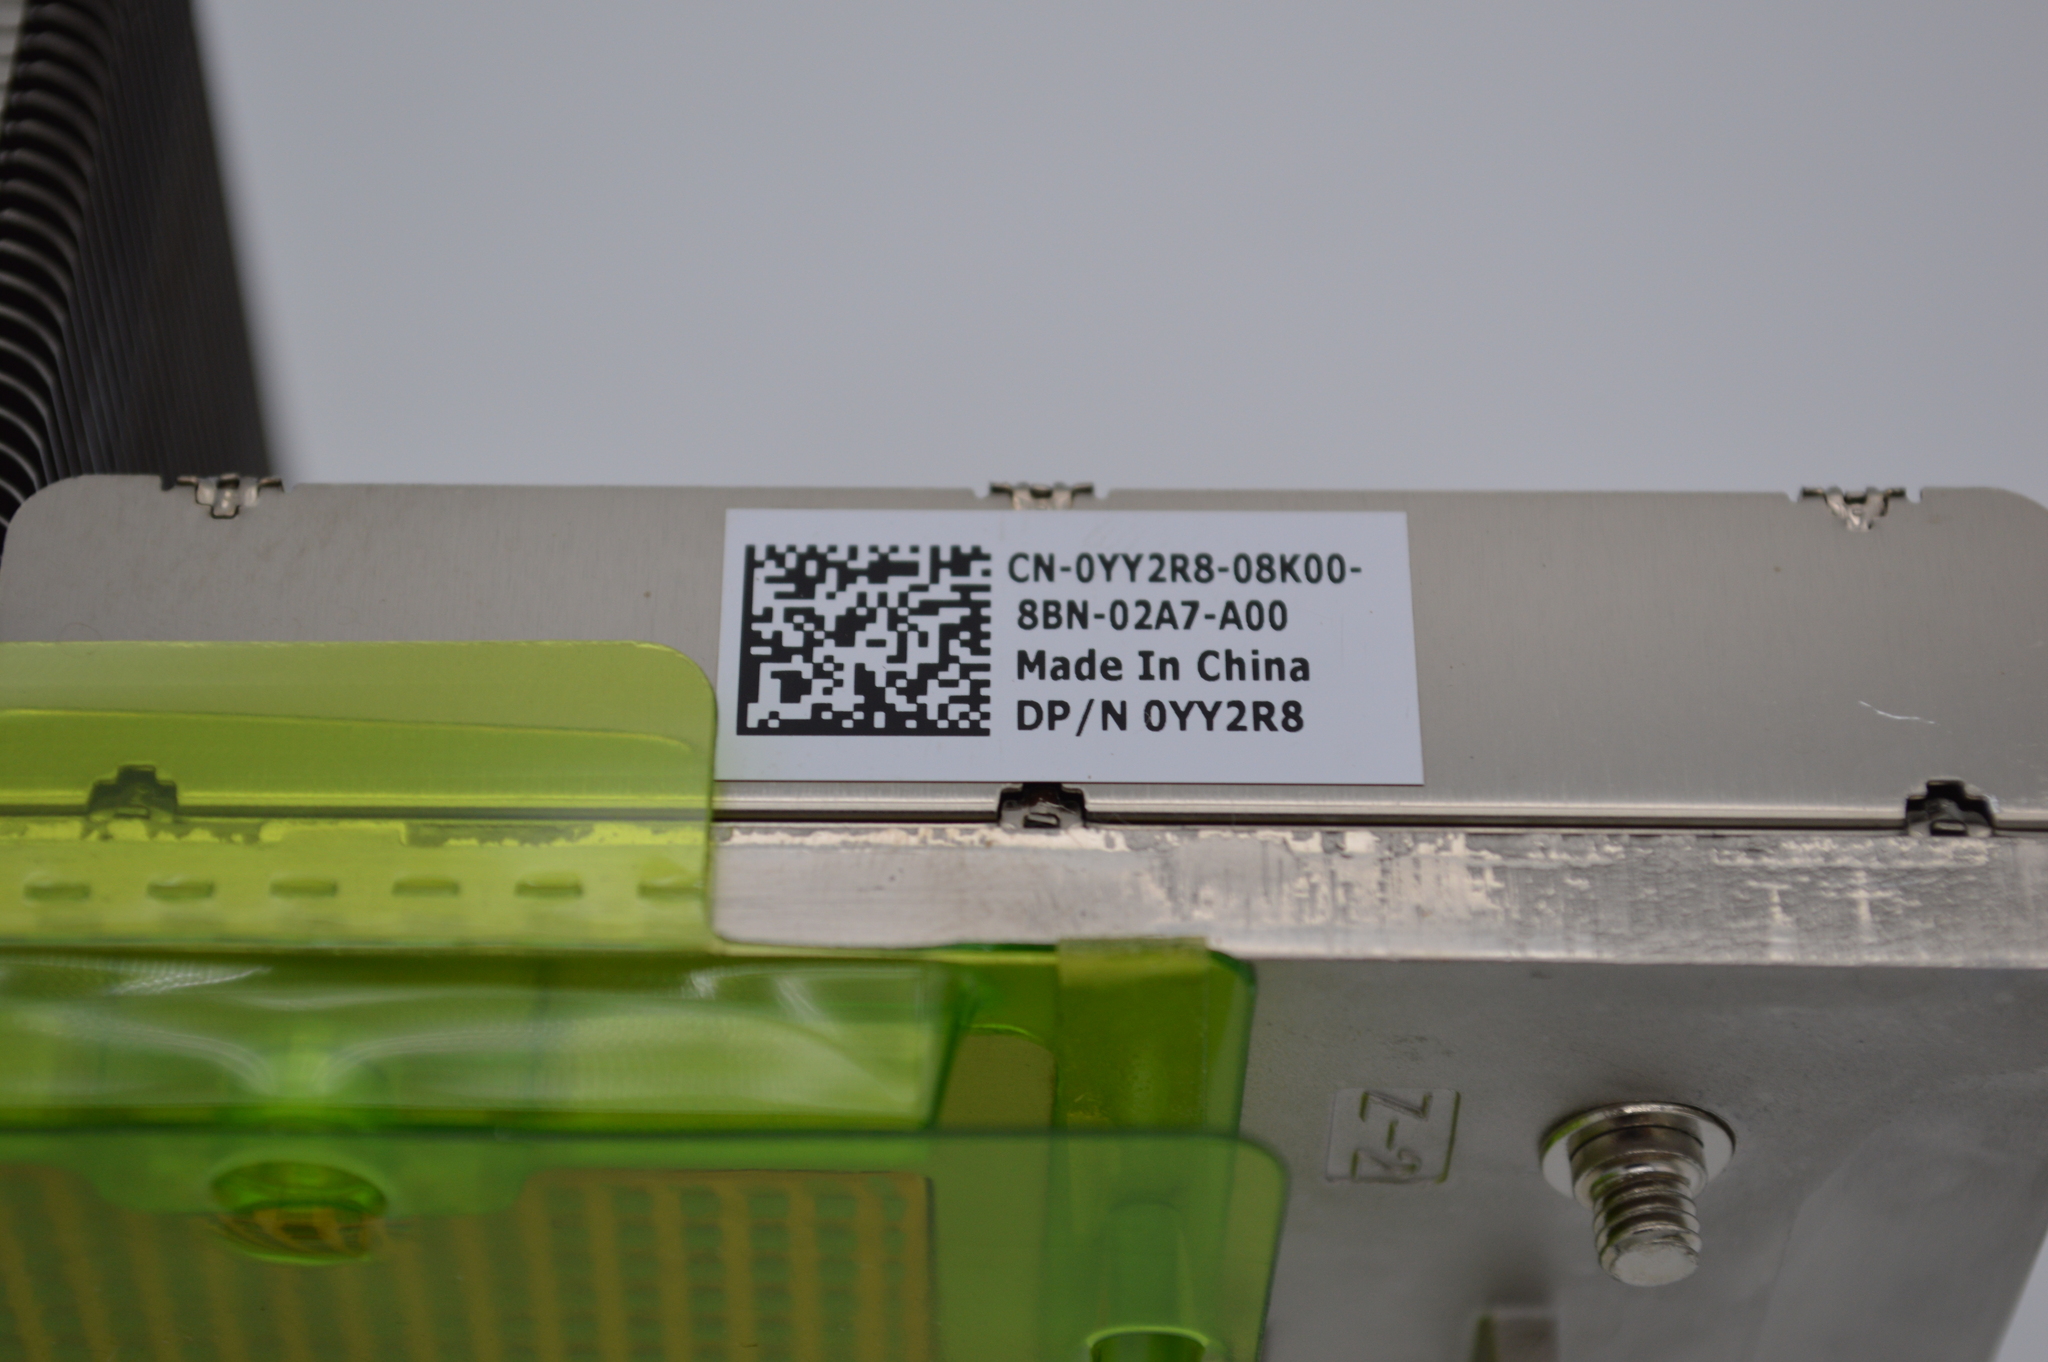 CN-0YY2R8-08K00-
8BN-02A7-A00
Made In China
DP/N 0YY2R8